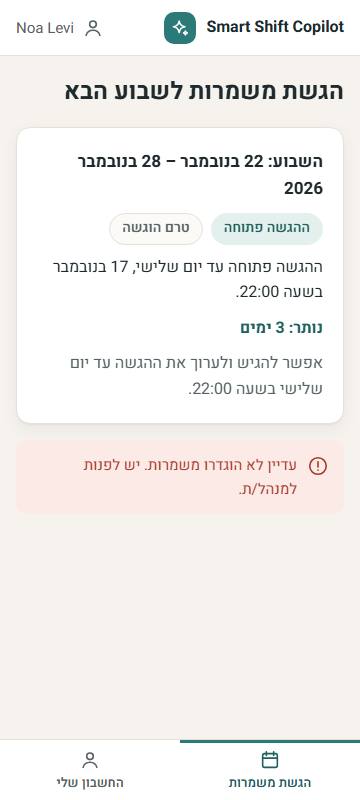 Smart Shift Copilot
Noa Levi
הגשת משמרות לשבוע הבא
השבוע: 22 בנובמבר – 28 בנובמבר
2026
ההגשה פתוחה
טרם הוגשה
ההגשה פתוחה עד יום שלישי, 17 בנובמבר
בשעה 22:00.
נותר: 3 ימים
אפשר להגיש ולערוך את ההגשה עד יום
שלישי בשעה 22:00.
עדיין לא הוגדרו משמרות. יש לפנות
למנהל/ת.
הגשת משמרות
החשבון שלי